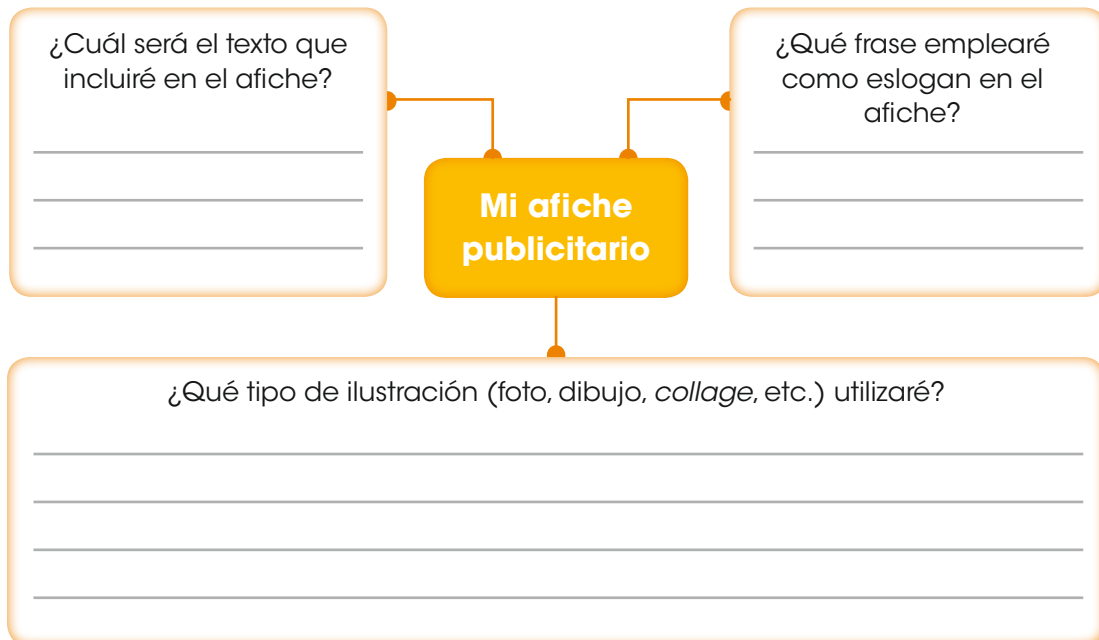 ¿Cuál será el texto que
incluiré en el afiche?
¿Qué frase emplearé
como eslogan en el
afiche?
Mi afiche
publicitario
¿Qué tipo de ilustración (foto, dibujo, collage, etc.) utilizaré?